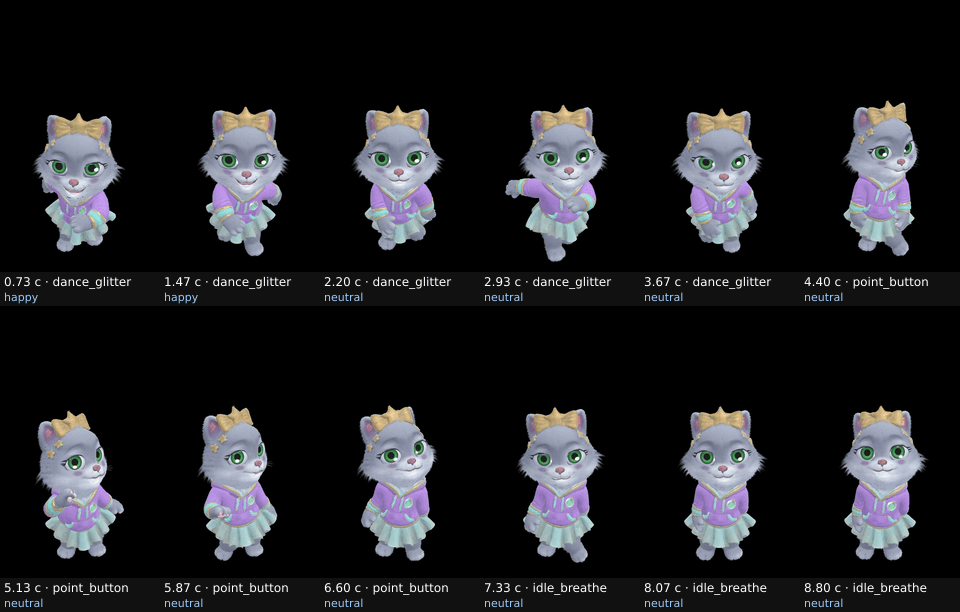 0.73 с · dance_glitter
happy
1.47 с · dance_glitter
happy
2.20 с · dance_glitter
neutral
2.93 с · dance_glitter
neutral
3.67 с · dance_glitter
neutral
4.40 с · point_button
neutral
5.13 с · point_button
neutral
5.87 с · point_button
neutral
6.60 с · point_button
neutral
7.33 с · idle_breathe
neutral
8.07 с · idle_breathe
neutral
8.80 с · idle_breathe
neutral